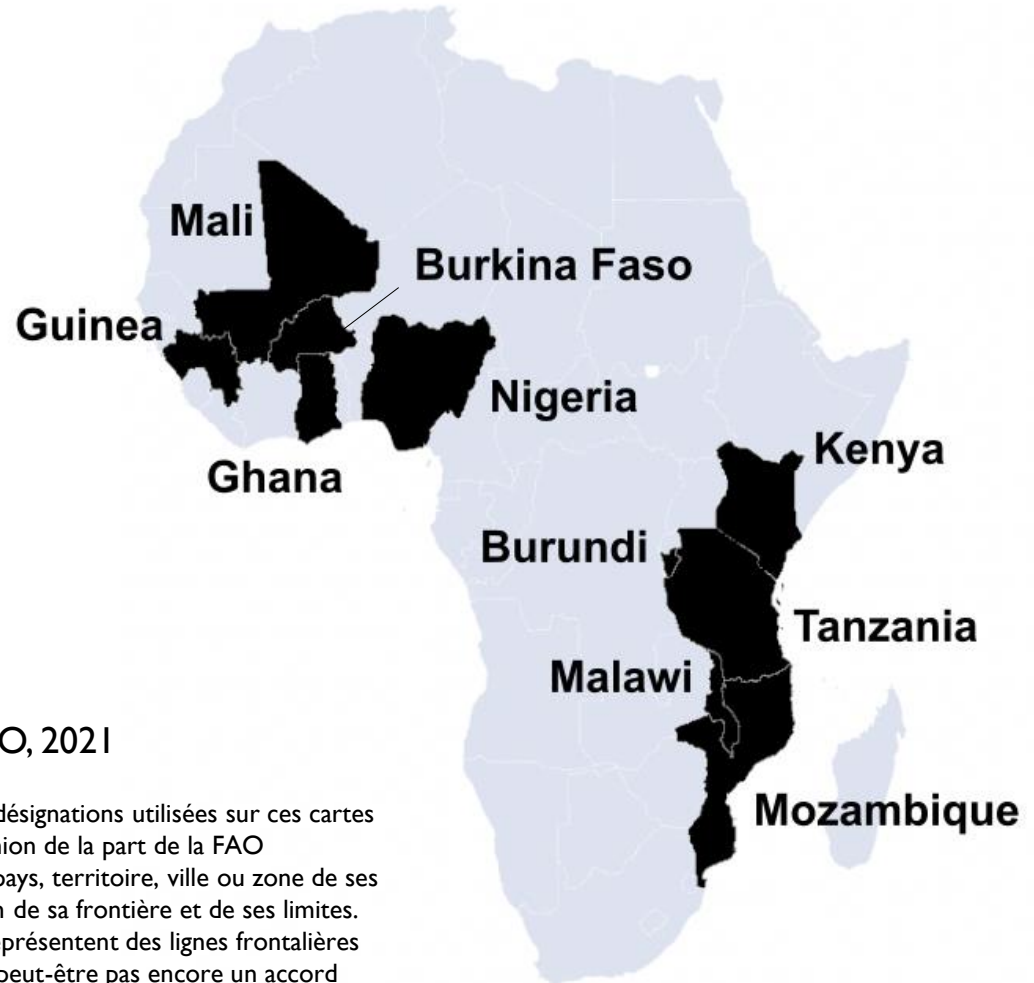 Mali
Burkina Faso
Guinea
Nigeria
Kenya
Ghana
Burundi
Tanzania
Malawi
O, 2021
Mozambique
désignations utilisées sur ces cartes
nion de la part de la FAO
pays, territoire, ville ou zone de ses
n de sa frontière et de ses limites.
présentent des lignes frontalières
peut-être pas encore un accord